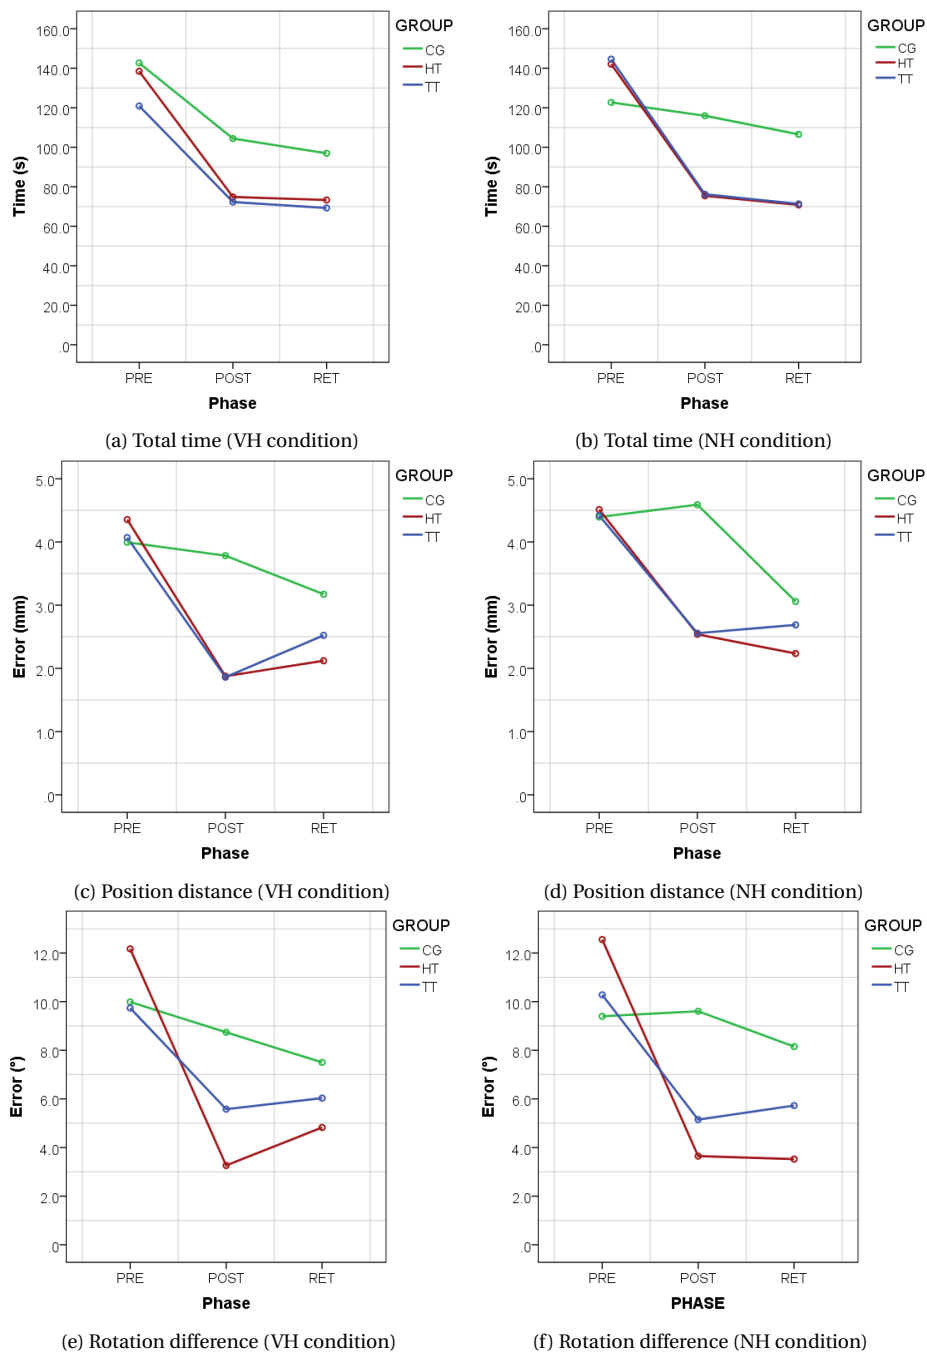 GROUP
CG
HT
TT
160.0
140.0
120.0
100.0
80.0
60.0
40.0
20.0
.0
Time (s)
PRE POST RET
Phase
(a) Total time (VH condition)
GROUP
CG
HT
TT
160.0
140.0
120.0
100.0
80.0
60.0
40.0
20.0
.0
Time (s)
PRE POST RET
Phase
(b) Total time (NH condition)
GROUP
CG
HT
TT
5.0
4.0
3.0
2.0
1.0
.0
Error (mm)
PRE POST RET
Phase
(c) Position distance (VH condition)
GROUP
CG
HT
TT
5.0
4.0
3.0
2.0
1.0
.0
Error (mm)
PRE POST RET
Phase
(d) Position distance (NH condition)
GROUP
CG
HT
TT
12.0
10.0
8.0
6.0
4.0
2.0
.0
Error (°)
PRE POST RET
Phase
(e) Rotation difference (VH condition)
GROUP
CG
HT
TT
12.0
10.0
8.0
6.0
4.0
2.0
.0
Error (°)
PRE POST RET
PHASE
(f) Rotation difference (NH condition)